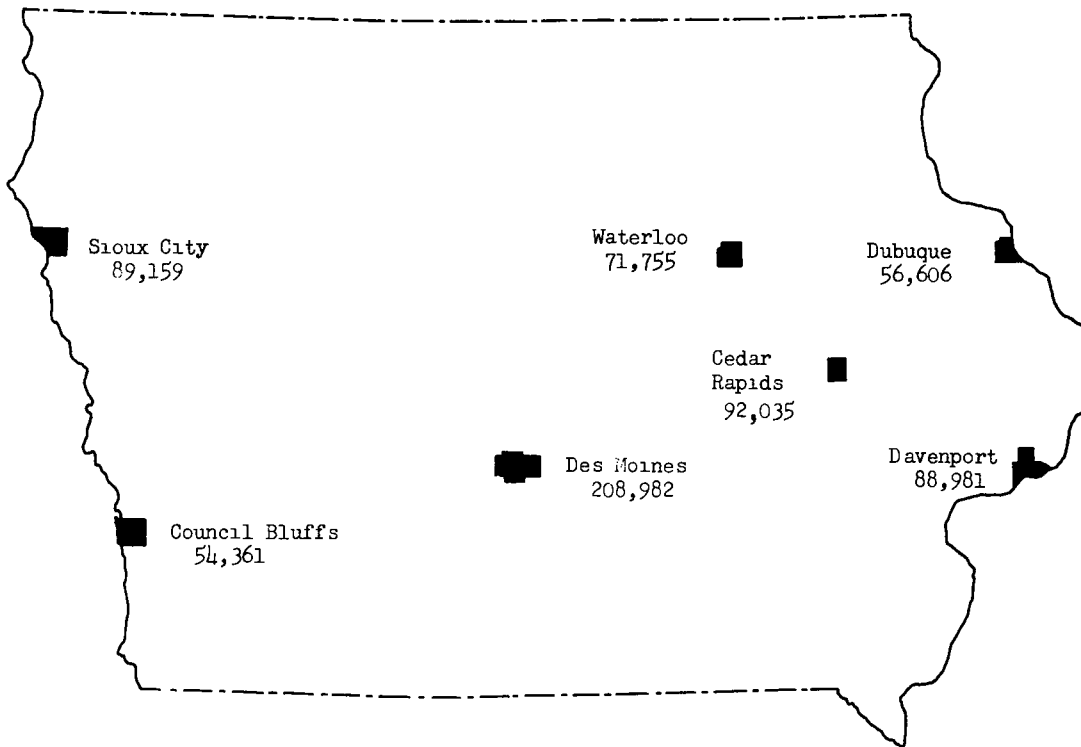 Sioux City
89,159
Waterloo
71,755
Dubuque
56,606
Cedar
Rapids
92,035
Des Moines
208,982
Davenport
88,981
Council Bluffs
54,361